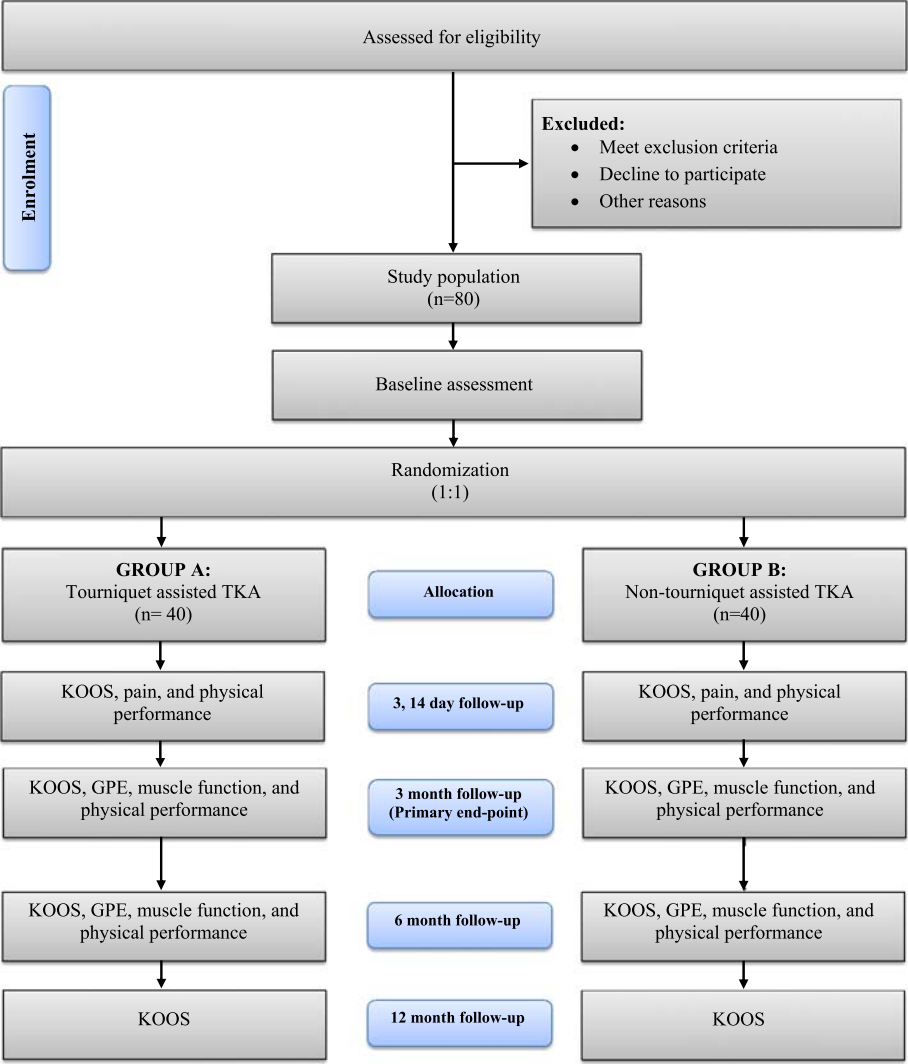 Assessed for eligibility
Enrolment
Excluded:
• Meet exclusion criteria
• Decline to participate
• Other reasons
Study population
(n=80)
Baseline assessment
Randomization
(1:1)
GROUP A:
Tourniquet assisted TKA
(n= 40)
Allocation
GROUP B:
Non-tourniquet assisted TKA
(n=40)
KOOS, pain, and physical
performance
3, 14 day follow-up
KOOS, pain, and physical
performance
KOOS, GPE, muscle function, and
physical performance
3 month follow-up
(Primary end-point)
KOOS, GPE, muscle function, and
physical performance
KOOS, GPE, muscle function, and
physical performance
6 month follow-up
KOOS, GPE, muscle function, and
physical performance
KOOS
12 month follow-up
KOOS